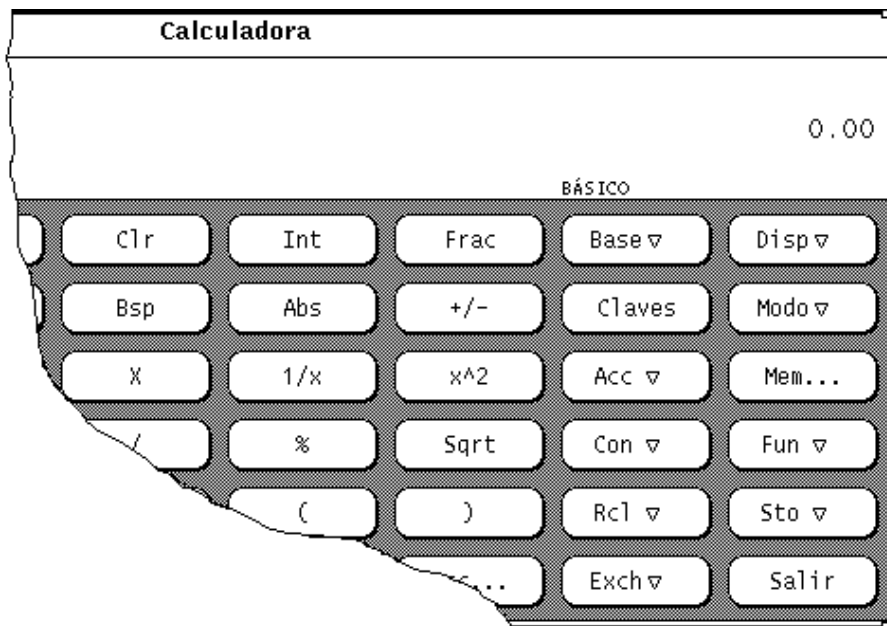 Calculadora
0.00
BÁSICO
Clr Int Frac Base Disp
Bsp Abs +/- Claves Modo
X 1/x x^2 Acc Mem...
/ % Sqrt Con Fun
( ) Rcl Sto
Exch Salir